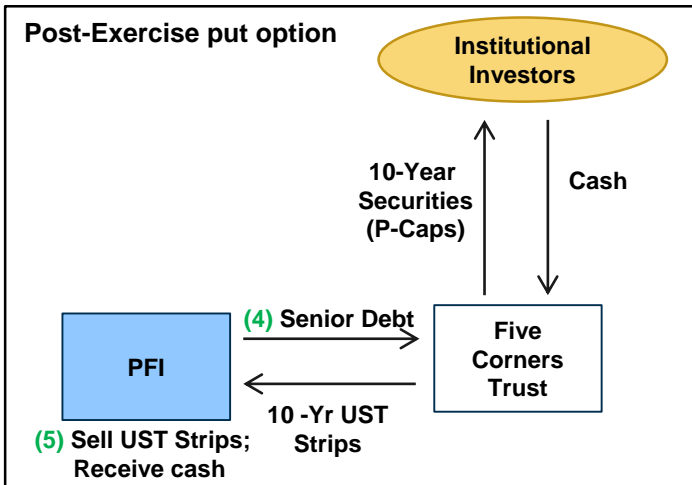 Post-Exercise put option
Institutional
Investors
10-Year
Securities
(P-Caps)
Cash
(4) Senior Debt
PFI
Five
Corners
Trust
10 -Yr UST
Strips
(5) Sell UST Strips;
Receive cash